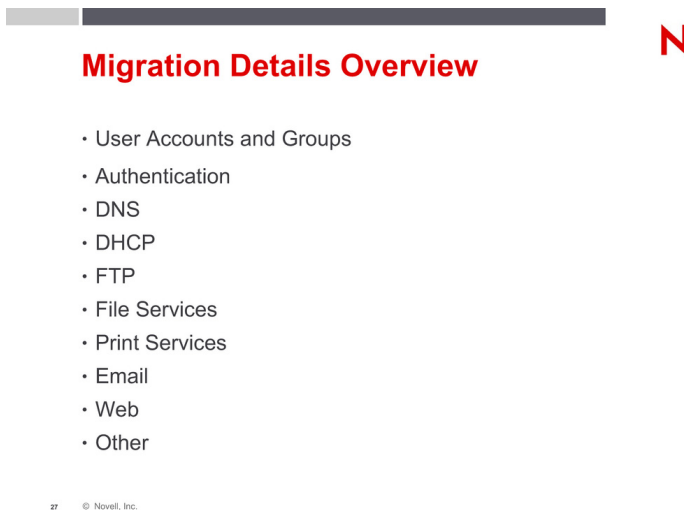 Migration Details Overview
• User Accounts and Groups
• Authentication
• DNS
• DHCP
• FTP
• File Services
• Print Services
• Email
• Web
• Other
27 © Novell, Inc.
N